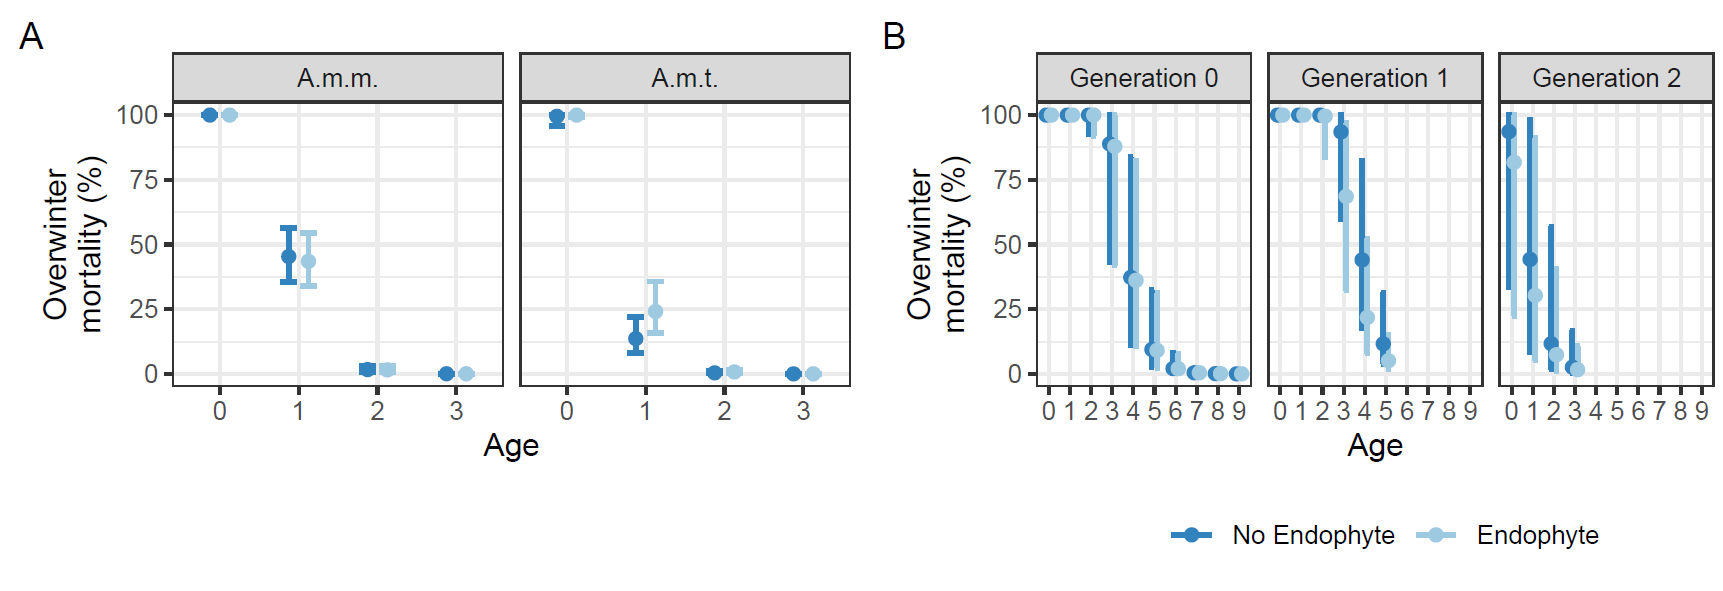 A
A.m.m.
A.m.t.
Overwinter
mortality (%)
100
75
50
25
0
0 1 2 3
0 1 2 3
Age
B
Generation 0
Generation 1
Generation 2
Overwinter
mortality (%)
100
75
50
25
0
0 1 2 3 4 5 6 7 8 9
0 1 2 3 4 5 6 7 8 9
0 1 2 3 4 5 6 7 8 9
Age
No Endophyte
Endophyte